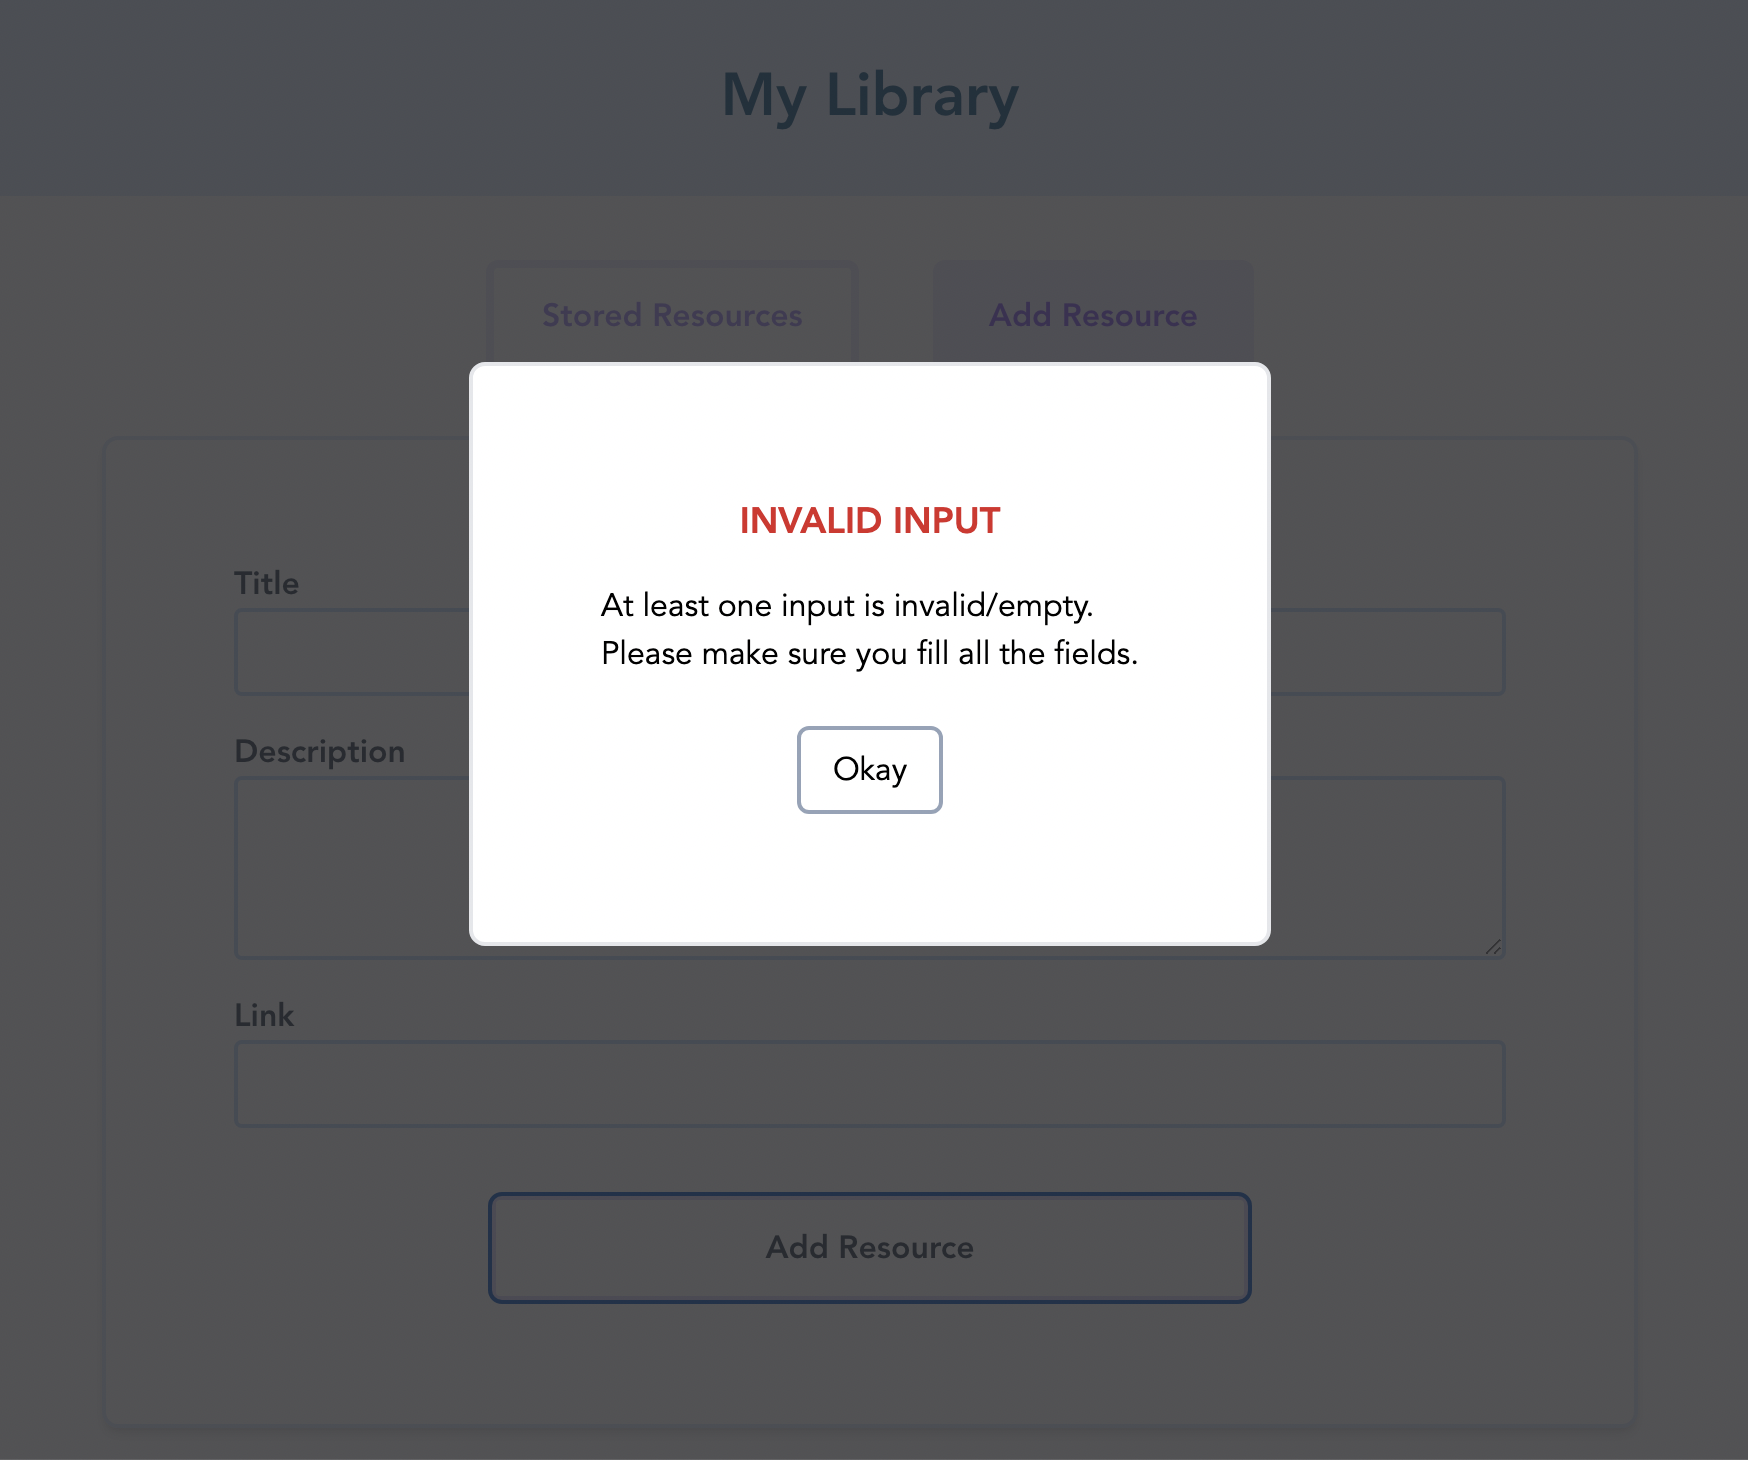 My Library
Stored Resources
Add Resource
INVALID INPUT
At least one input is invalid/empty.
Please make sure you fill all the fields.
Okay
Title
Description
Link
Add Resource